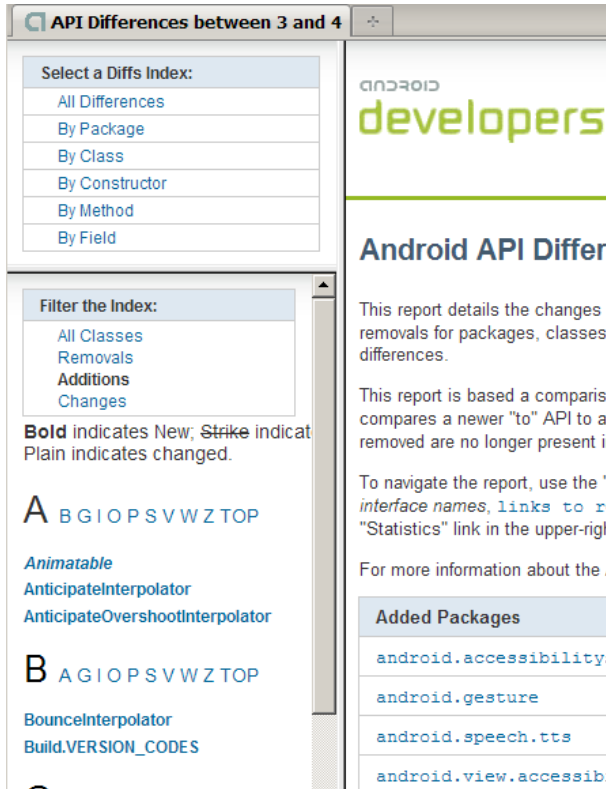 API Differences between 3 and 4
Select a Diffs Index:
All Differences
By Package
By Class
By Constructor
By Method
By Field
Filter the Index:
All Classes
Removals
Additions
Changes
Bold indicates New; Strike indicat
Plain indicates changed.
A B G I O P S V W Z TOP
Animatable
AnticipateInterpolator
AnticipateOvershootInterpolator
B A G I O P S V W Z TOP
BounceInterpolator
Build.VERSION_CODES
android
developers
Android API Differ
This report details the changes
removals for packages, classes
differences.
This report is based a comparis
compares a newer "to" API to a
removed are no longer present i
To navigate the report, use the "
interface names, links to r
"Statistics" link in the upper-righ
For more information about the
Added Packages
android.accessibility
android.gesture
android.speech.tts
android.view.accessib